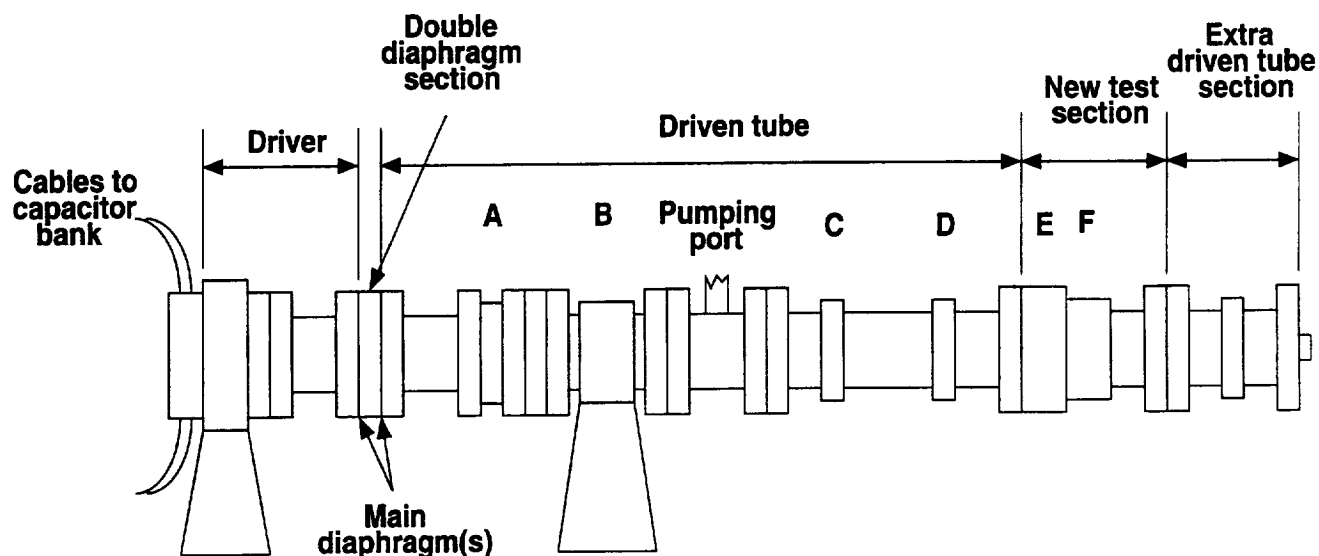 Double
diaphragm
section
Extra
driven tube
section
New test
section
Driver
Driven tube
Cables to
capacitor
bank
A
B
Pumping
port
C
D
E
F
Main
diaphragm(s)